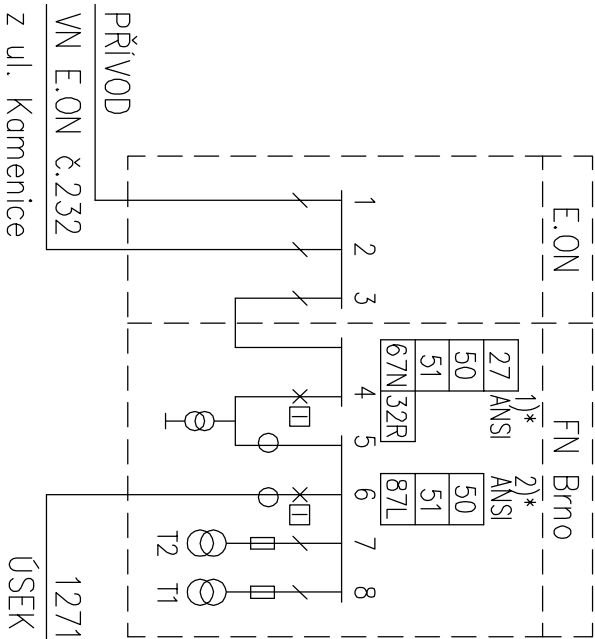 PŘÍVOD
VN E.ON č.232
z ul. Kamenice
E.ON
FN Brno
1 2 3
4 5 6 7 8
1)*
ANSI
27
50
51
67N 32R
2)*
ANSI
50
51
87L
I
I
T2
T1
1271
ÚSEK